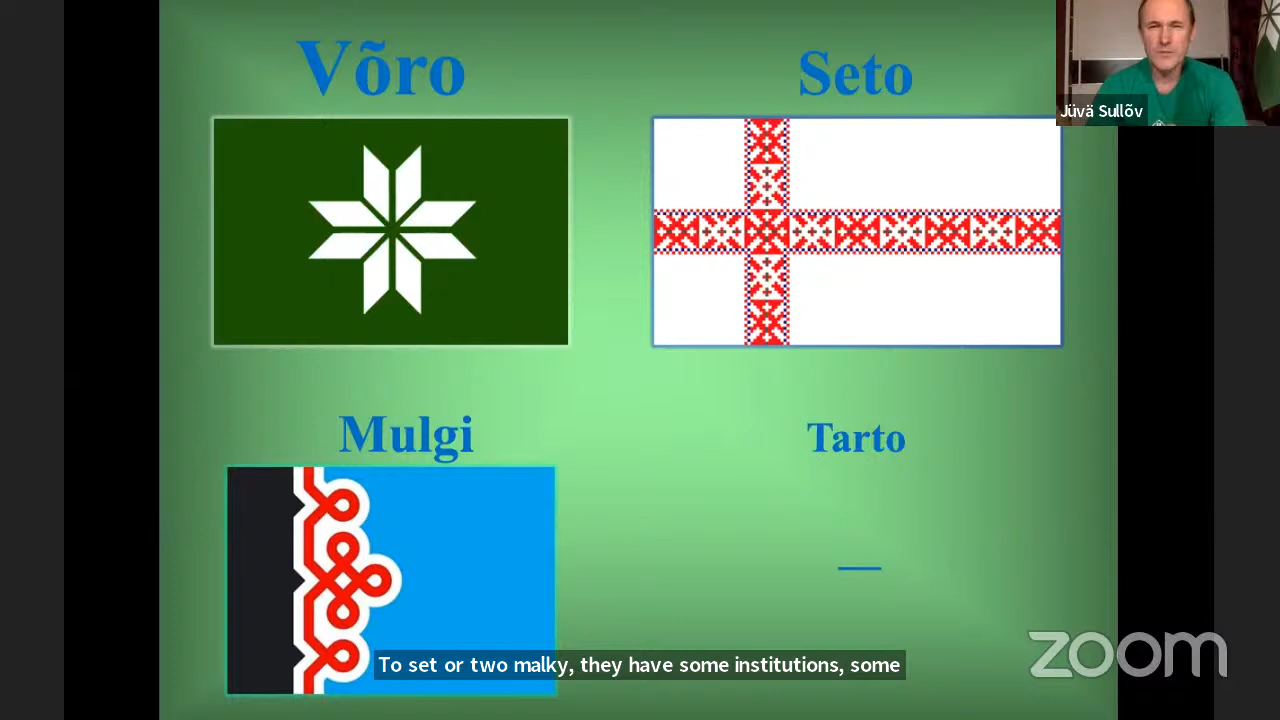 Võro
Seto
Jüvä Sullõv
Mulgi
Tarto
—
To set or two malky, they have some institutions, some
zoom